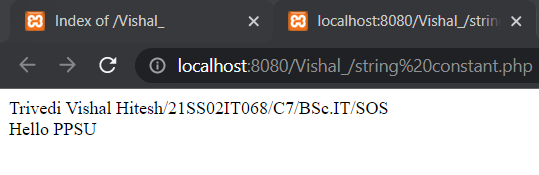 Index of /Vishal_
localhost:8080/Vishal_/string
localhost:8080/Vishal_/string%20constant.php
Trivedi Vishal Hitesh/21SS02IT068/C7/BSc.IT/SOS
Hello PPSU